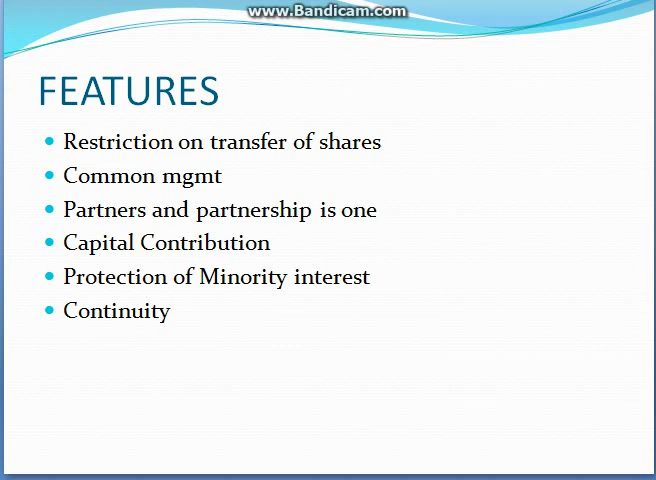 www.Bandicam.com
FEATURES
Restriction on transfer of shares
Common mgmt
Partners and partnership is one
Capital Contribution
Protection of Minority interest
Continuity